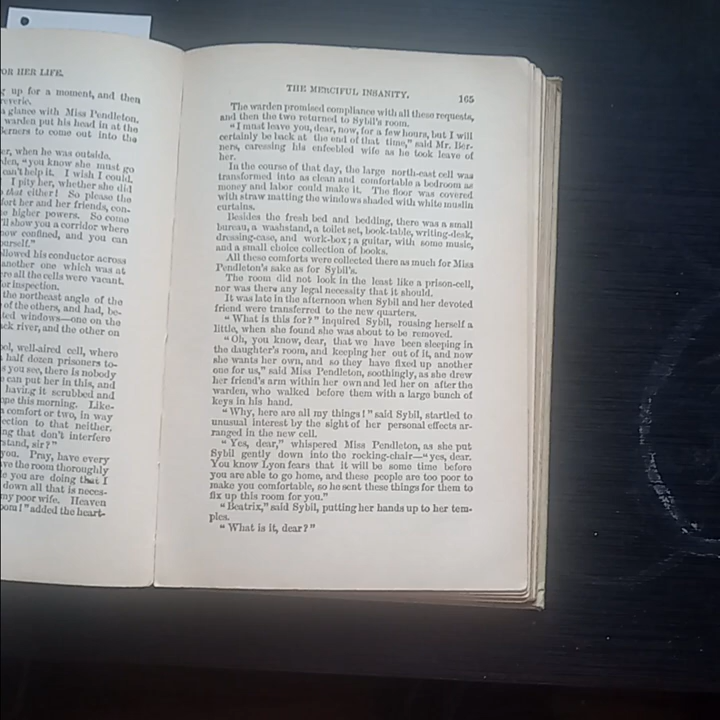 OR HER LIFE.
up for a moment, and then
reverie.
a glance with Miss Pendleton.
warden put his head in at the
erners to come out into the
er, when he was outside.
den, "you know she must go
can't help it. I wish I could.
I pity her, whether she did
that either! So please the
fort her and her friends, con-
higher powers. So come
'll show you a corridor where
now confined, and you can
ourself."
llowed his conductor across
another one which was at
re all the cells were vacant.
or inspection.
the northeast angle of the
of the others, and had, be-
ted windows—one on the
ck river, and the other on
ol, well-aired cell, where
half dozen prisoners to-
s you see, there is nobody
can put her in this, and
having it scrubbed and
ope this morning. Like-
comfort or two, in way
ection to that neither.
ng that don't interfere
stand, sir?"
you. Pray, have every
ve the room thoroughly
e you are doing that I
down all that is neces-
my poor wife. Heaven
oom!" added the heart-
THE MERCIFUL INSANITY. 165
The warden promised compliance with all these requests,
and then the two returned to Sybil's room.
"I must leave you, dear, now, for a few hours, but I will
certainly be back at the end of that time," said Mr. Ber-
ners, caressing his enfeebled wife as he took leave of
her.
In the course of that day, the large north-east cell was
transformed into as clean and comfortable a bedroom as
money and labor could make it. The floor was covered
with straw matting the windows shaded with white muslin
curtains.
Besides the fresh bed and bedding, there was a small
bureau, a washstand, a toilet set, book-table, writing-desk,
dressing-case, and work-box; a guitar, with some music,
and a small choice collection of books.
All these comforts were collected there as much for Miss
Pendleton's sake as for Sybil's.
The room did not look in the least like a prison-cell,
nor was there any legal necessity that it should.
It was late in the afternoon when Sybil and her devoted
friend were transferred to the new quarters.
"What is this for?" inquired Sybil, rousing herself a
little, when she found she was about to be removed.
"Oh, you know, dear, that we have been sleeping in
the daughter's room, and keeping her out of it, and now
she wants her own, and so they have fixed up another
one for us," said Miss Pendleton, soothingly, as she drew
her friend's arm within her own and led her on after the
warden, who walked before them with a large bunch of
keys in his hand.
"Why, here are all my things!" said Sybil, startled to
unusual interest by the sight of her personal effects ar-
ranged in the new cell.
"Yes, dear," whispered Miss Pendleton, as she put
Sybil gently down into the rocking-chair—"yes, dear.
You know Lyon fears that it will be some time before
you are able to go home, and these people are too poor to
make you comfortable, so he sent these things for them to
fix up this room for you."
"Beatrix," said Sybil, putting her hands up to her tem-
ples.
"What is it, dear?"